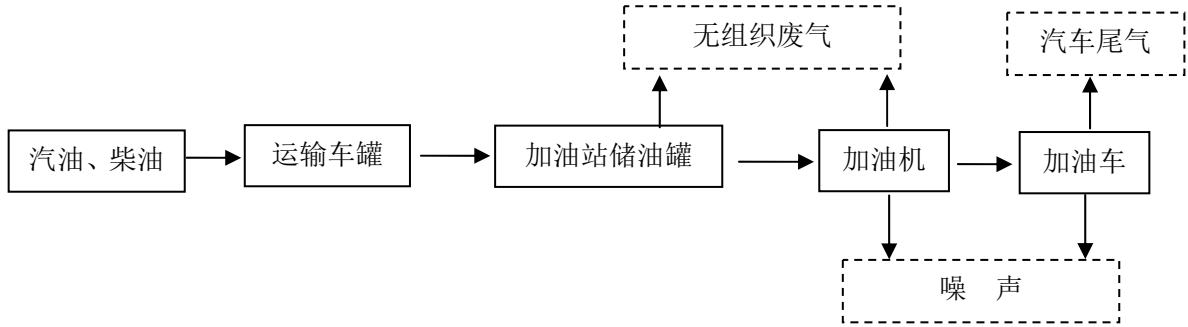 无组织废气
汽车尾气
汽油、柴油
运输车罐
加油站储油罐
加油机
加油车
噪 声